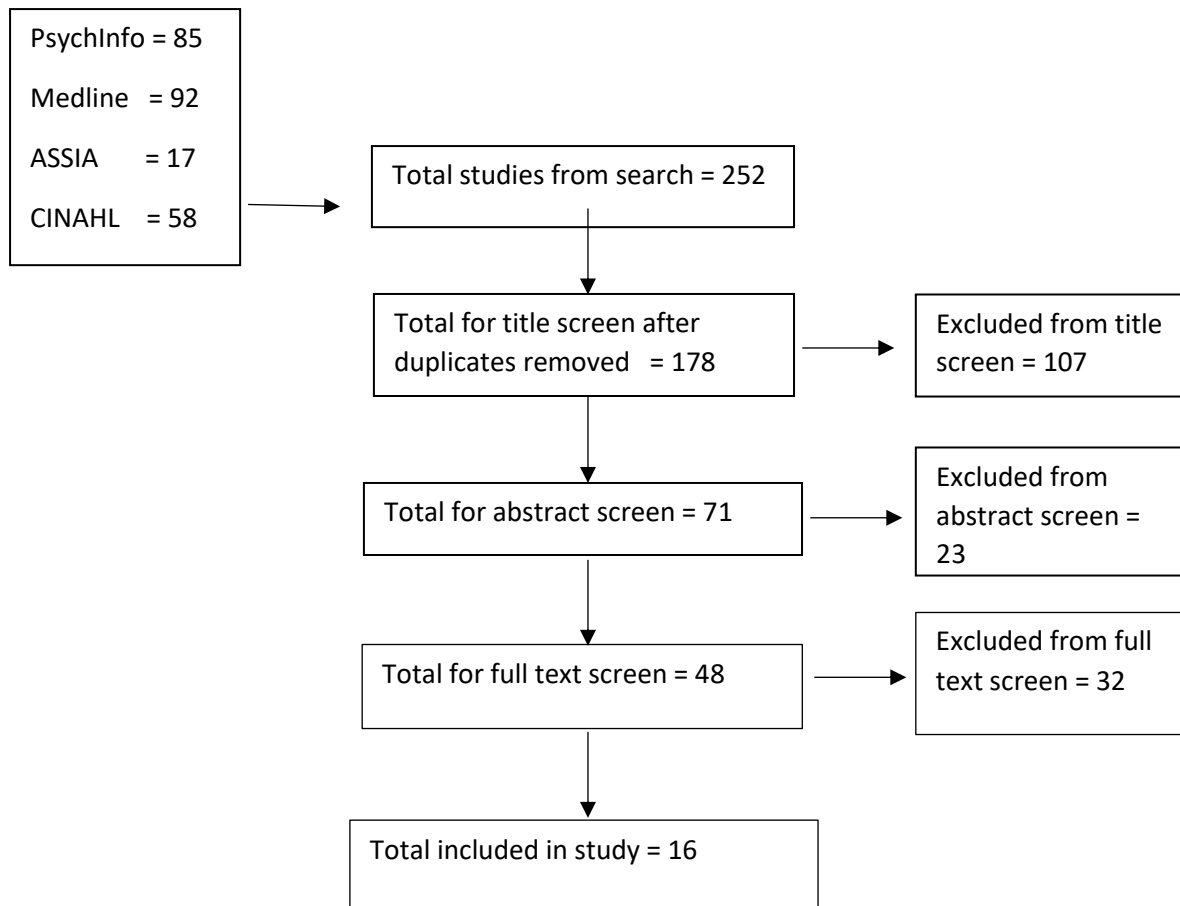 PsychInfo = 85
Medline = 92
ASSIA = 17
CINAHL = 58
Total studies from search = 252
Total for title screen after
duplicates removed = 178
Excluded from title
screen = 107
Total for abstract screen = 71
Excluded from
abstract screen =
23
Total for full text screen = 48
Excluded from full
text screen = 32
Total included in study = 16